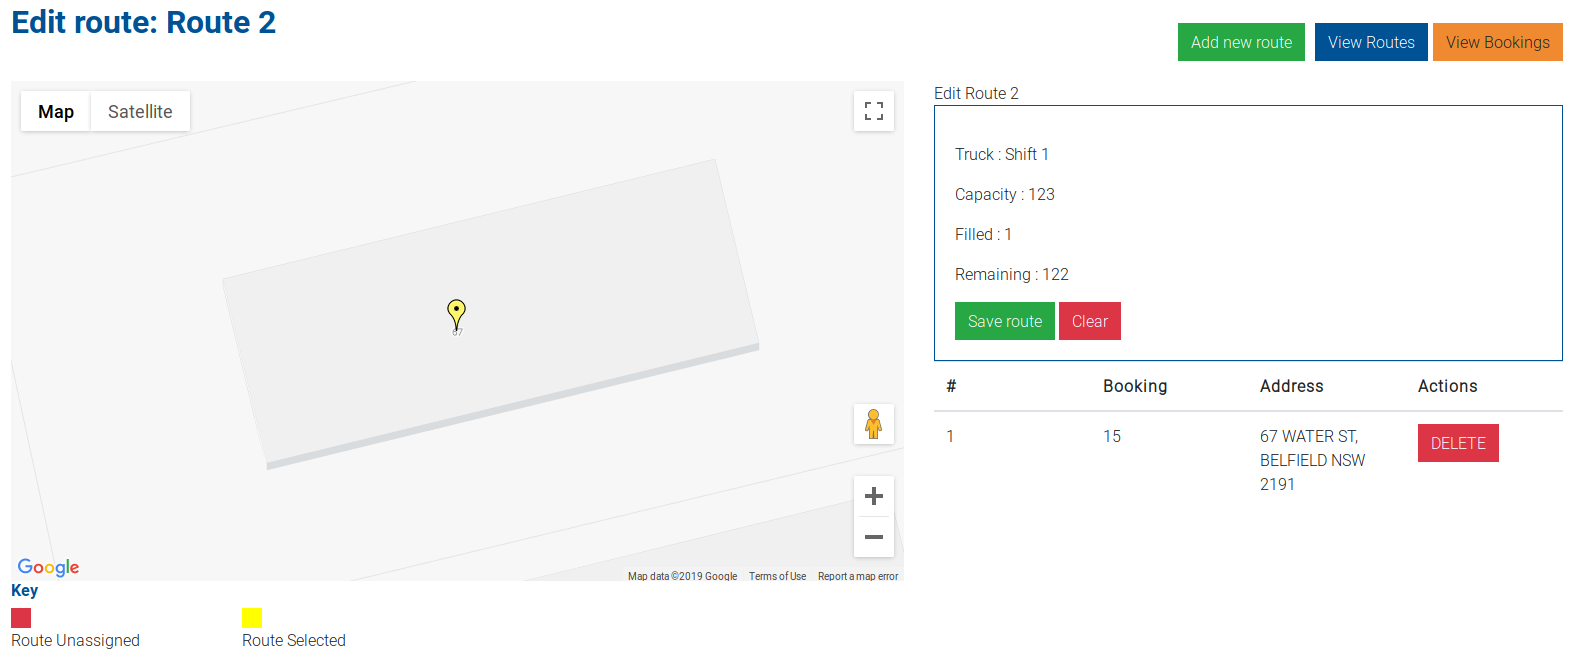 Edit route: Route 2
Add new route
View Routes
View Bookings
Map
Satellite
67
Google
Map data ©2019 Google
Terms of Use
Report a map error
Key
Route Unassigned
Route Selected
Edit Route 2
Truck : Shift 1
Capacity : 123
Filled : 1
Remaining : 122
Save route
Clear
# Booking Address Actions
1 15 67 WATER ST, DELETE
BELFIELD NSW
2191